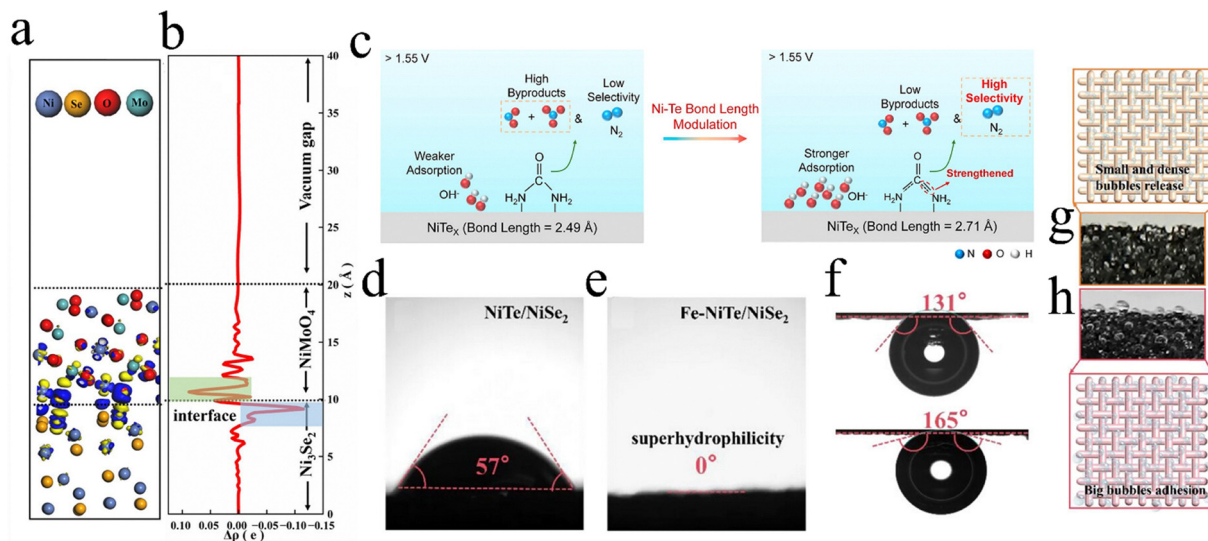 a
Ni Se O Mo
b
40
35
30
25
20
15
10
5
0
z ( Å )
Vacuum gap
NiMoO4
Ni3Se2
interface
0.10 0.05 0.00 -0.05 -0.10 -0.15
Δρ ( e )
c
> 1.55 V
High
Byproducts
Low
Selectivity
+ &
N2
Weaker
Adsorption
OH-
O
H2N NH2
NiTeX (Bond Length = 2.49 Å)
Ni-Te Bond Length
Modulation
> 1.55 V
Low
Byproducts
High
Selectivity
+ &
N2
Stronger
Adsorption
OH-
O
Strengthened
H2N NH2
NiTeX (Bond Length = 2.71 Å)
N O H
d
NiTe/NiSe2
57°
e
Fe-NiTe/NiSe2
superhydrophilicity
0°
f
131°
165°
Small and dense
bubbles release
g
h
Big bubbles adhesion